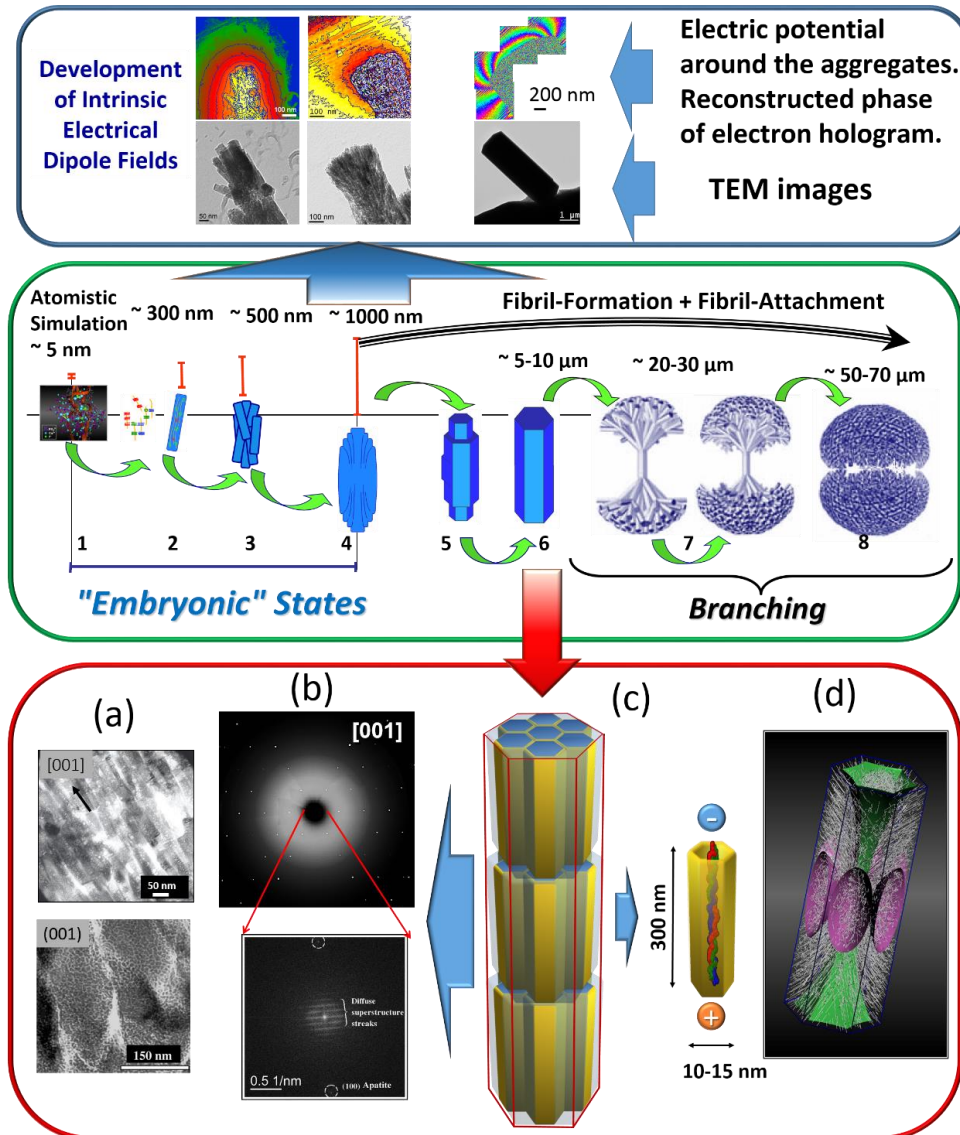 Development
of Intrinsic
Electrical
Dipole Fields
100 nm
100 nm
200 nm
50 nm
100 nm
1 µm
Electric potential
around the aggregates.
Reconstructed phase
of electron hologram.
TEM images
Atomistic
Simulation
~ 5 nm
~ 300 nm
~ 500 nm
~ 1000 nm
Fibril-Formation + Fibril-Attachment
~ 5-10 µm
~ 20-30 µm
~ 50-70 µm
1
2
3
4
5
6
7
8
"Embryonic" States
Branching
(a)
(b)
(c)
(d)
[001]
50 nm
(001)
150 nm
[001]
Diffuse
superstructure
streaks
0.5 1/nm
(100) Apatite
-
300 nm
+
10-15 nm